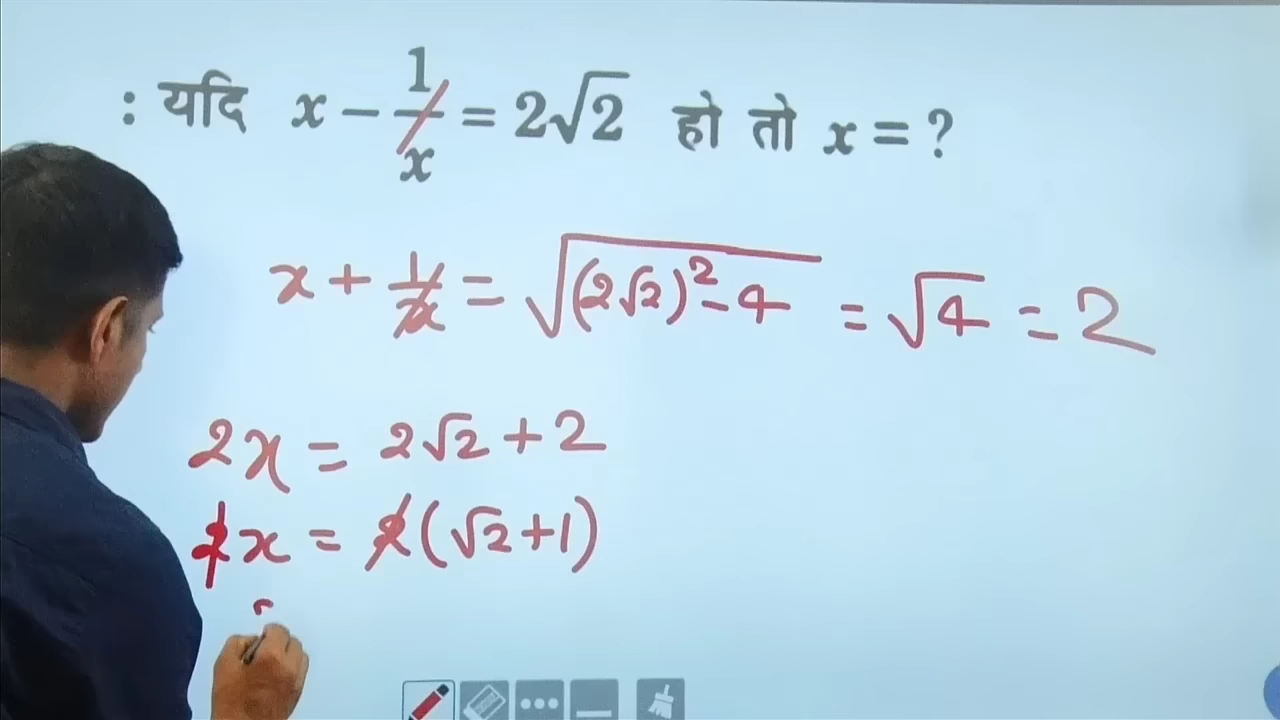 : यदि x - 1/x = 2√2 हो तो x = ?
x + 1/x = √((2√2)² - 4) = √4 = 2
2x = 2√2 + 2
2x = 2(√2 + 1)